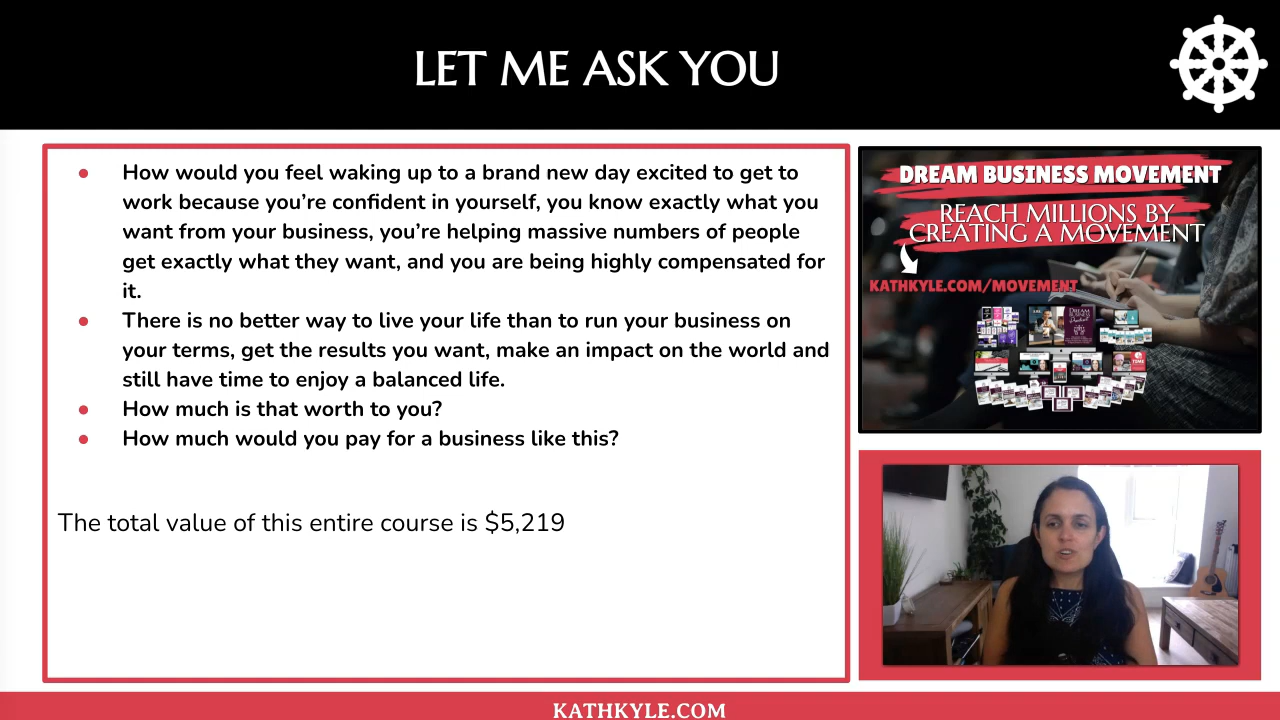 LET ME ASK YOU
● How would you feel waking up to a brand new day excited to get to
work because you’re confident in yourself, you know exactly what you
want from your business, you’re helping massive numbers of people
get exactly what they want, and you are being highly compensated for
it.
● There is no better way to live your life than to run your business on
your terms, get the results you want, make an impact on the world and
still have time to enjoy a balanced life.
● How much is that worth to you?
● How much would you pay for a business like this?
The total value of this entire course is $5,219
DREAM BUSINESS MOVEMENT
REACH MILLIONS BY
CREATING A MOVEMENT
KATHKYLE.COM/MOVEMENT
KATHKYLE.COM